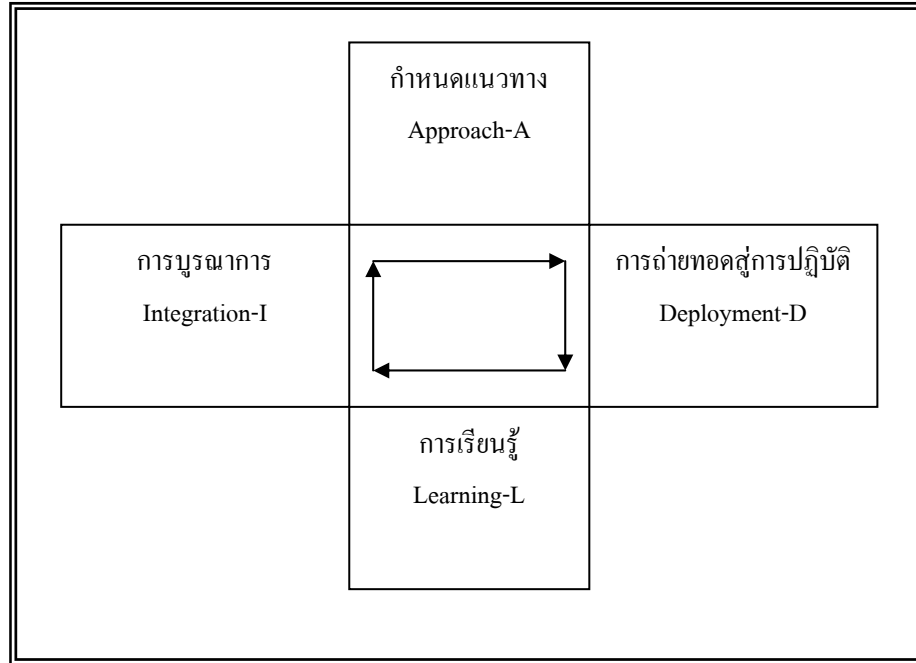 กำหนดแนวทาง
Approach-A
การบูรณาการ
Integration-I
การถ่ายทอดสู่การปฏิบัติ
Deployment-D
การเรียนรู้
Learning-L